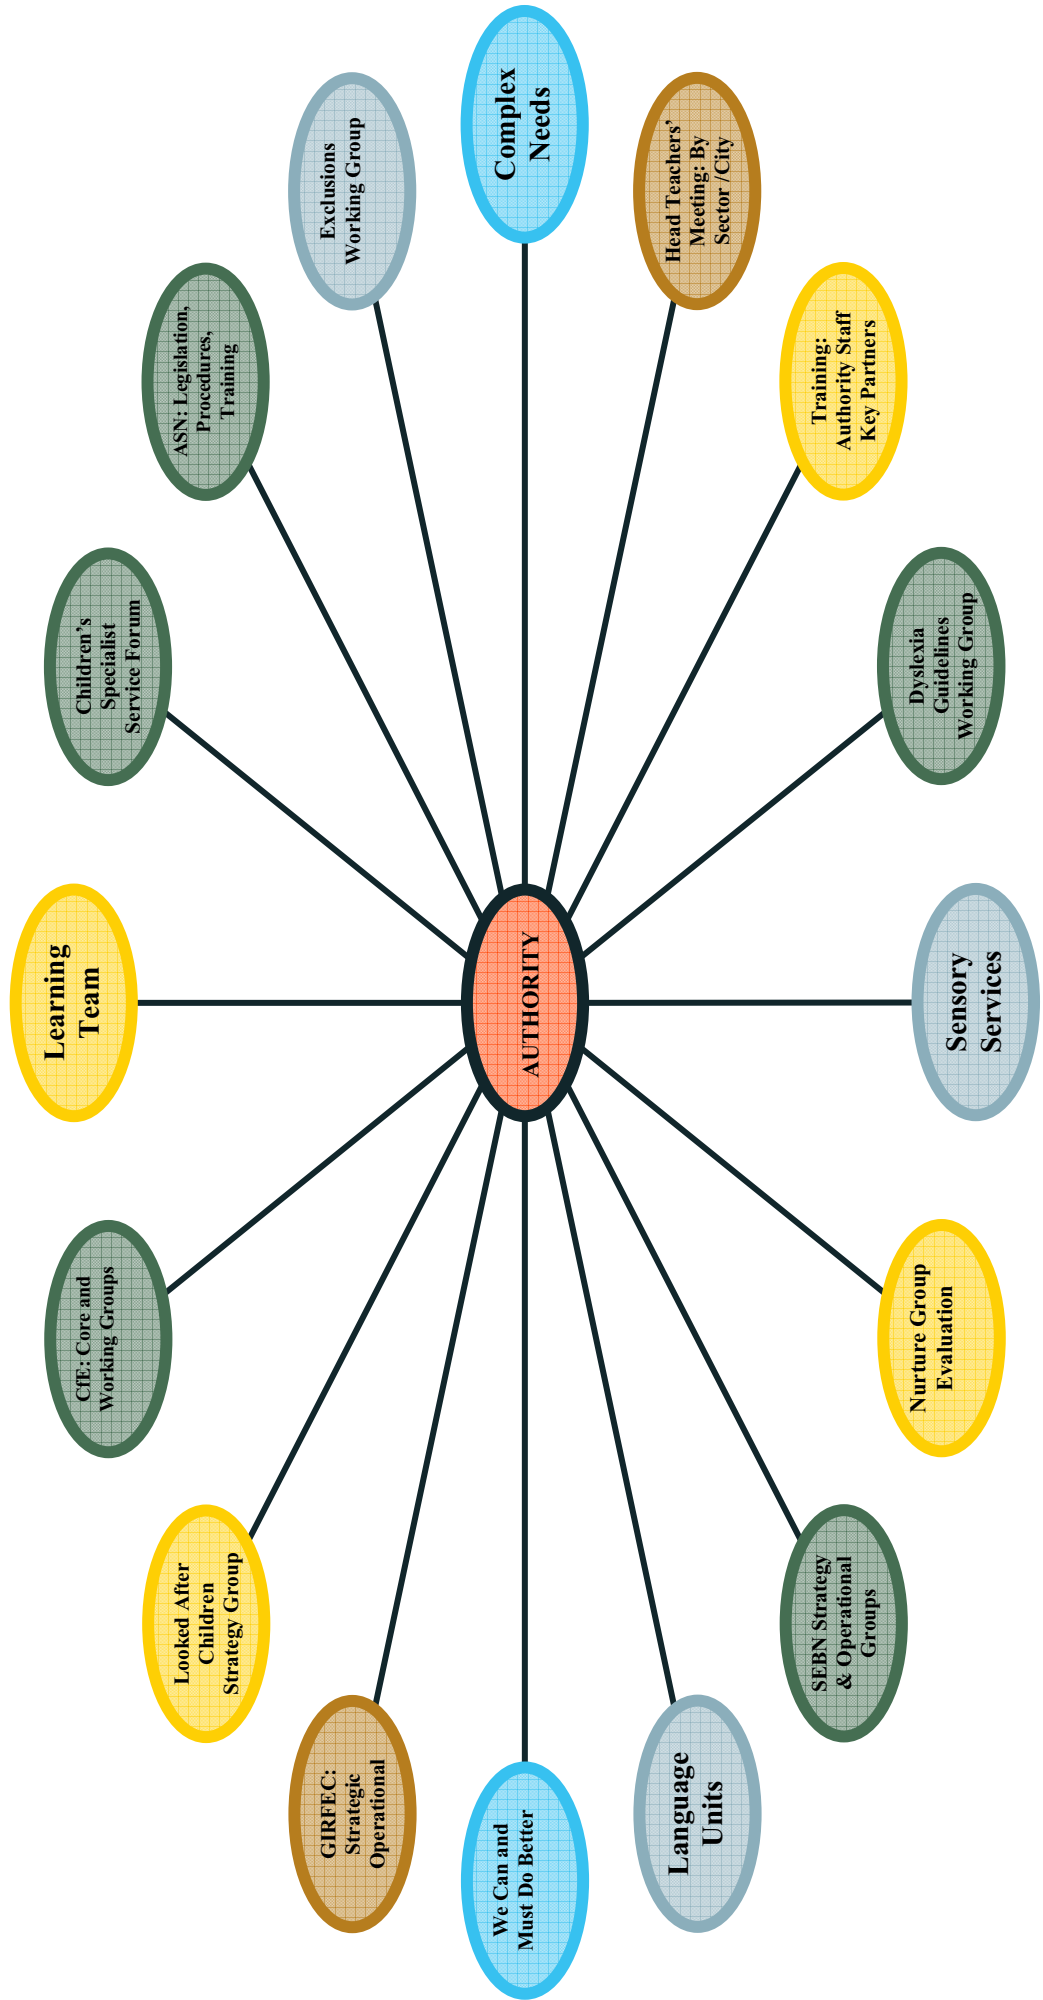 Learning
Team
Children's
Specialist
Service Forum
ASN: Legislation,
Procedures,
Training
Exclusions
Working Group
Complex
Needs
Head Teachers’
Meeting: By
Sector /City
Training:
Authority Staff
Key Partners
Dyslexia
Guidelines
Working Group
Sensory
Services
Nurture Group
Evaluation
SEBN Strategy
& Operational
Groups
Language
Units
We Can and
Must Do Better
GIRFEC:
Strategic
Operational
Looked After
Children
Strategy Group
CfE: Core and
Working Groups
AUTHORITY